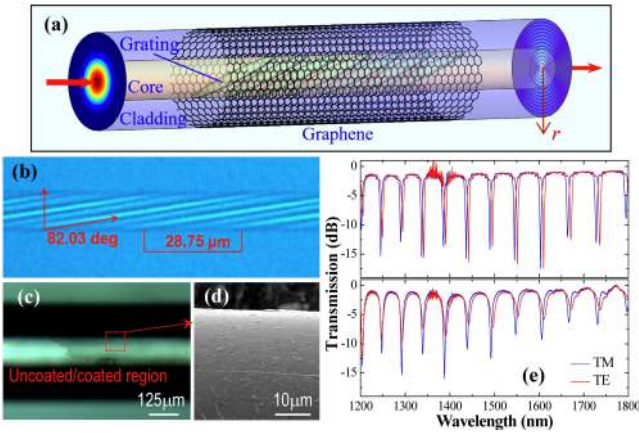 (a)
Grating
Core
Cladding
Graphene
r
(b)
82.03 deg
28.75 µm
(c)
Uncoated/coated region
125µm
(d)
10µm
Transmission (dB)
0
-5
-10
-15
0
-5
-10
-15
(e)
TM
TE
1200 1300 1400 1500 1600 1700 1800
Wavelength (nm)